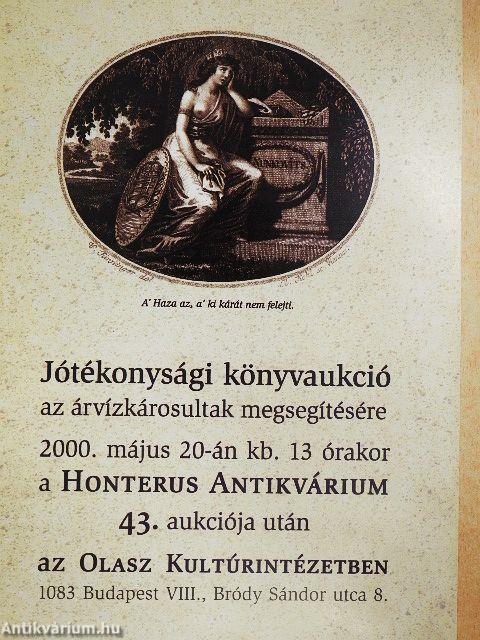 A' Haza az, a' ki kárát nem felejti.
Jótékonysági könyvaukció
az árvízkárosultak megsegítésére
2000. május 20-án kb. 13 órakor
a HONTERUS ANTIKVÁRIUM
43. aukciója után
az OLASZ KULTÚRINTÉZETBEN
1083 Budapest VIII., Bródy Sándor utca 8.
Antikvárium.hu